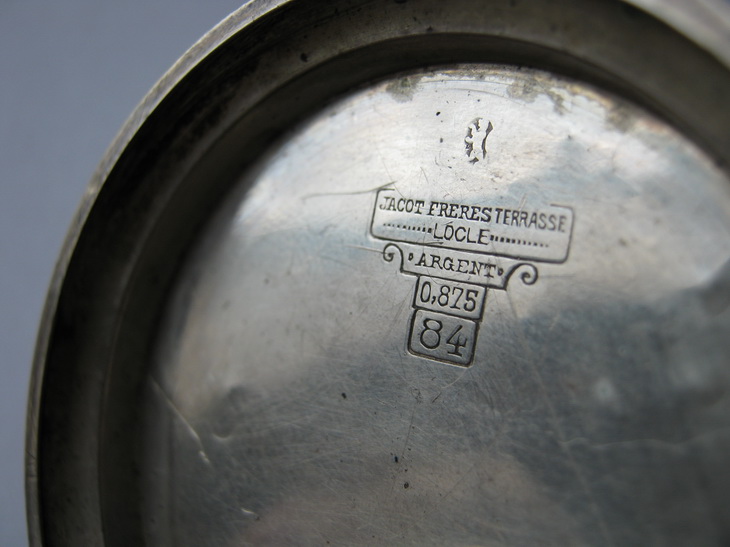 JACOT FRERES TERRASSE
LOCLE
ARGENT
0,875
84